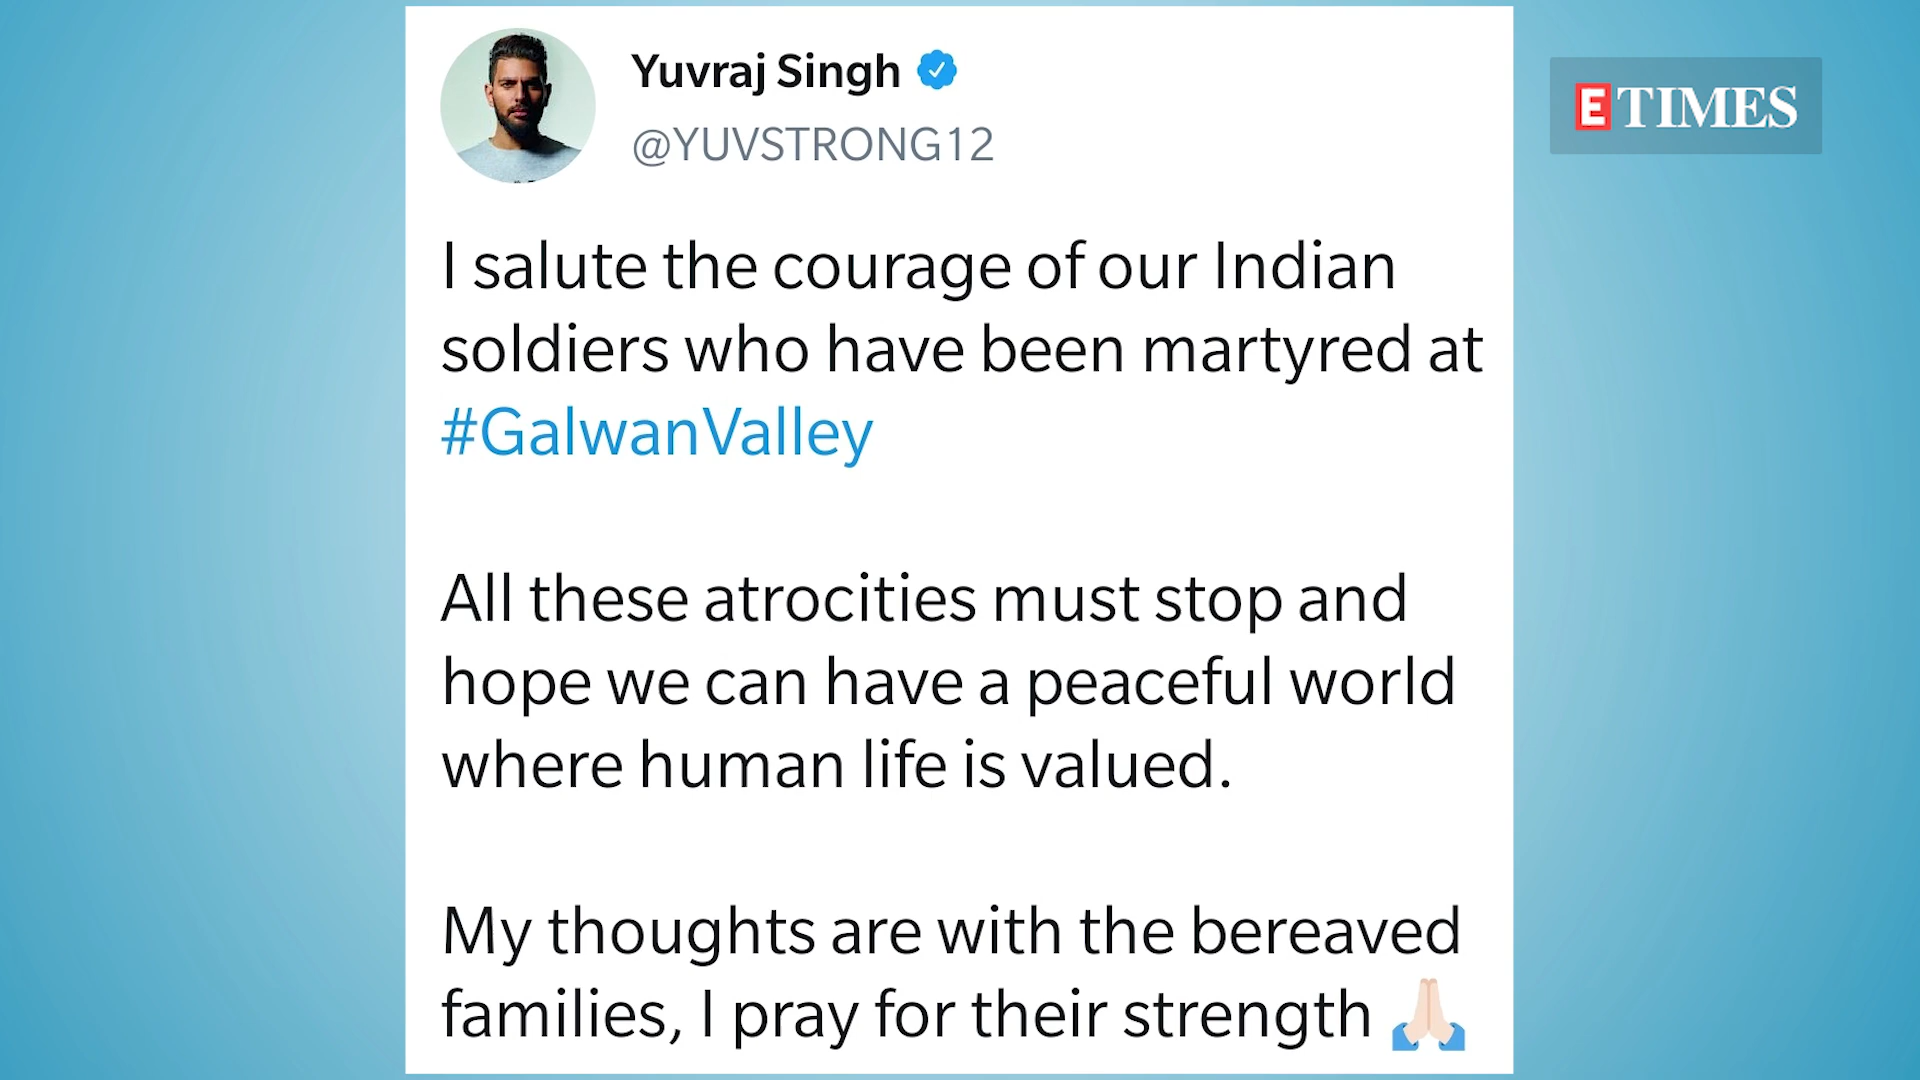 Yuvraj Singh
@YUVSTRONG12
E TIMES
I salute the courage of our Indian
soldiers who have been martyred at
#GalwanValley
All these atrocities must stop and
hope we can have a peaceful world
where human life is valued.
My thoughts are with the bereaved
families, I pray for their strength 🙏🏻